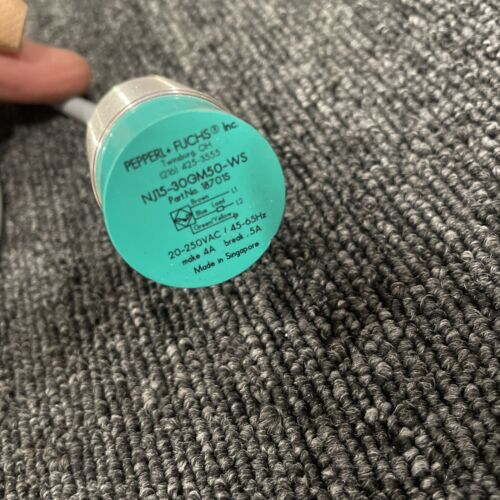 PEPPERL+FUCHS® Inc.
Twinsburg, OH
(216) 425-3555
NJ15-30GM50-WS
Part No. 187015
Brown L1
Blue Load L2
Green/Yellow
20-250VAC / 45-65Hz
make 4A break .5A
Made in Singapore